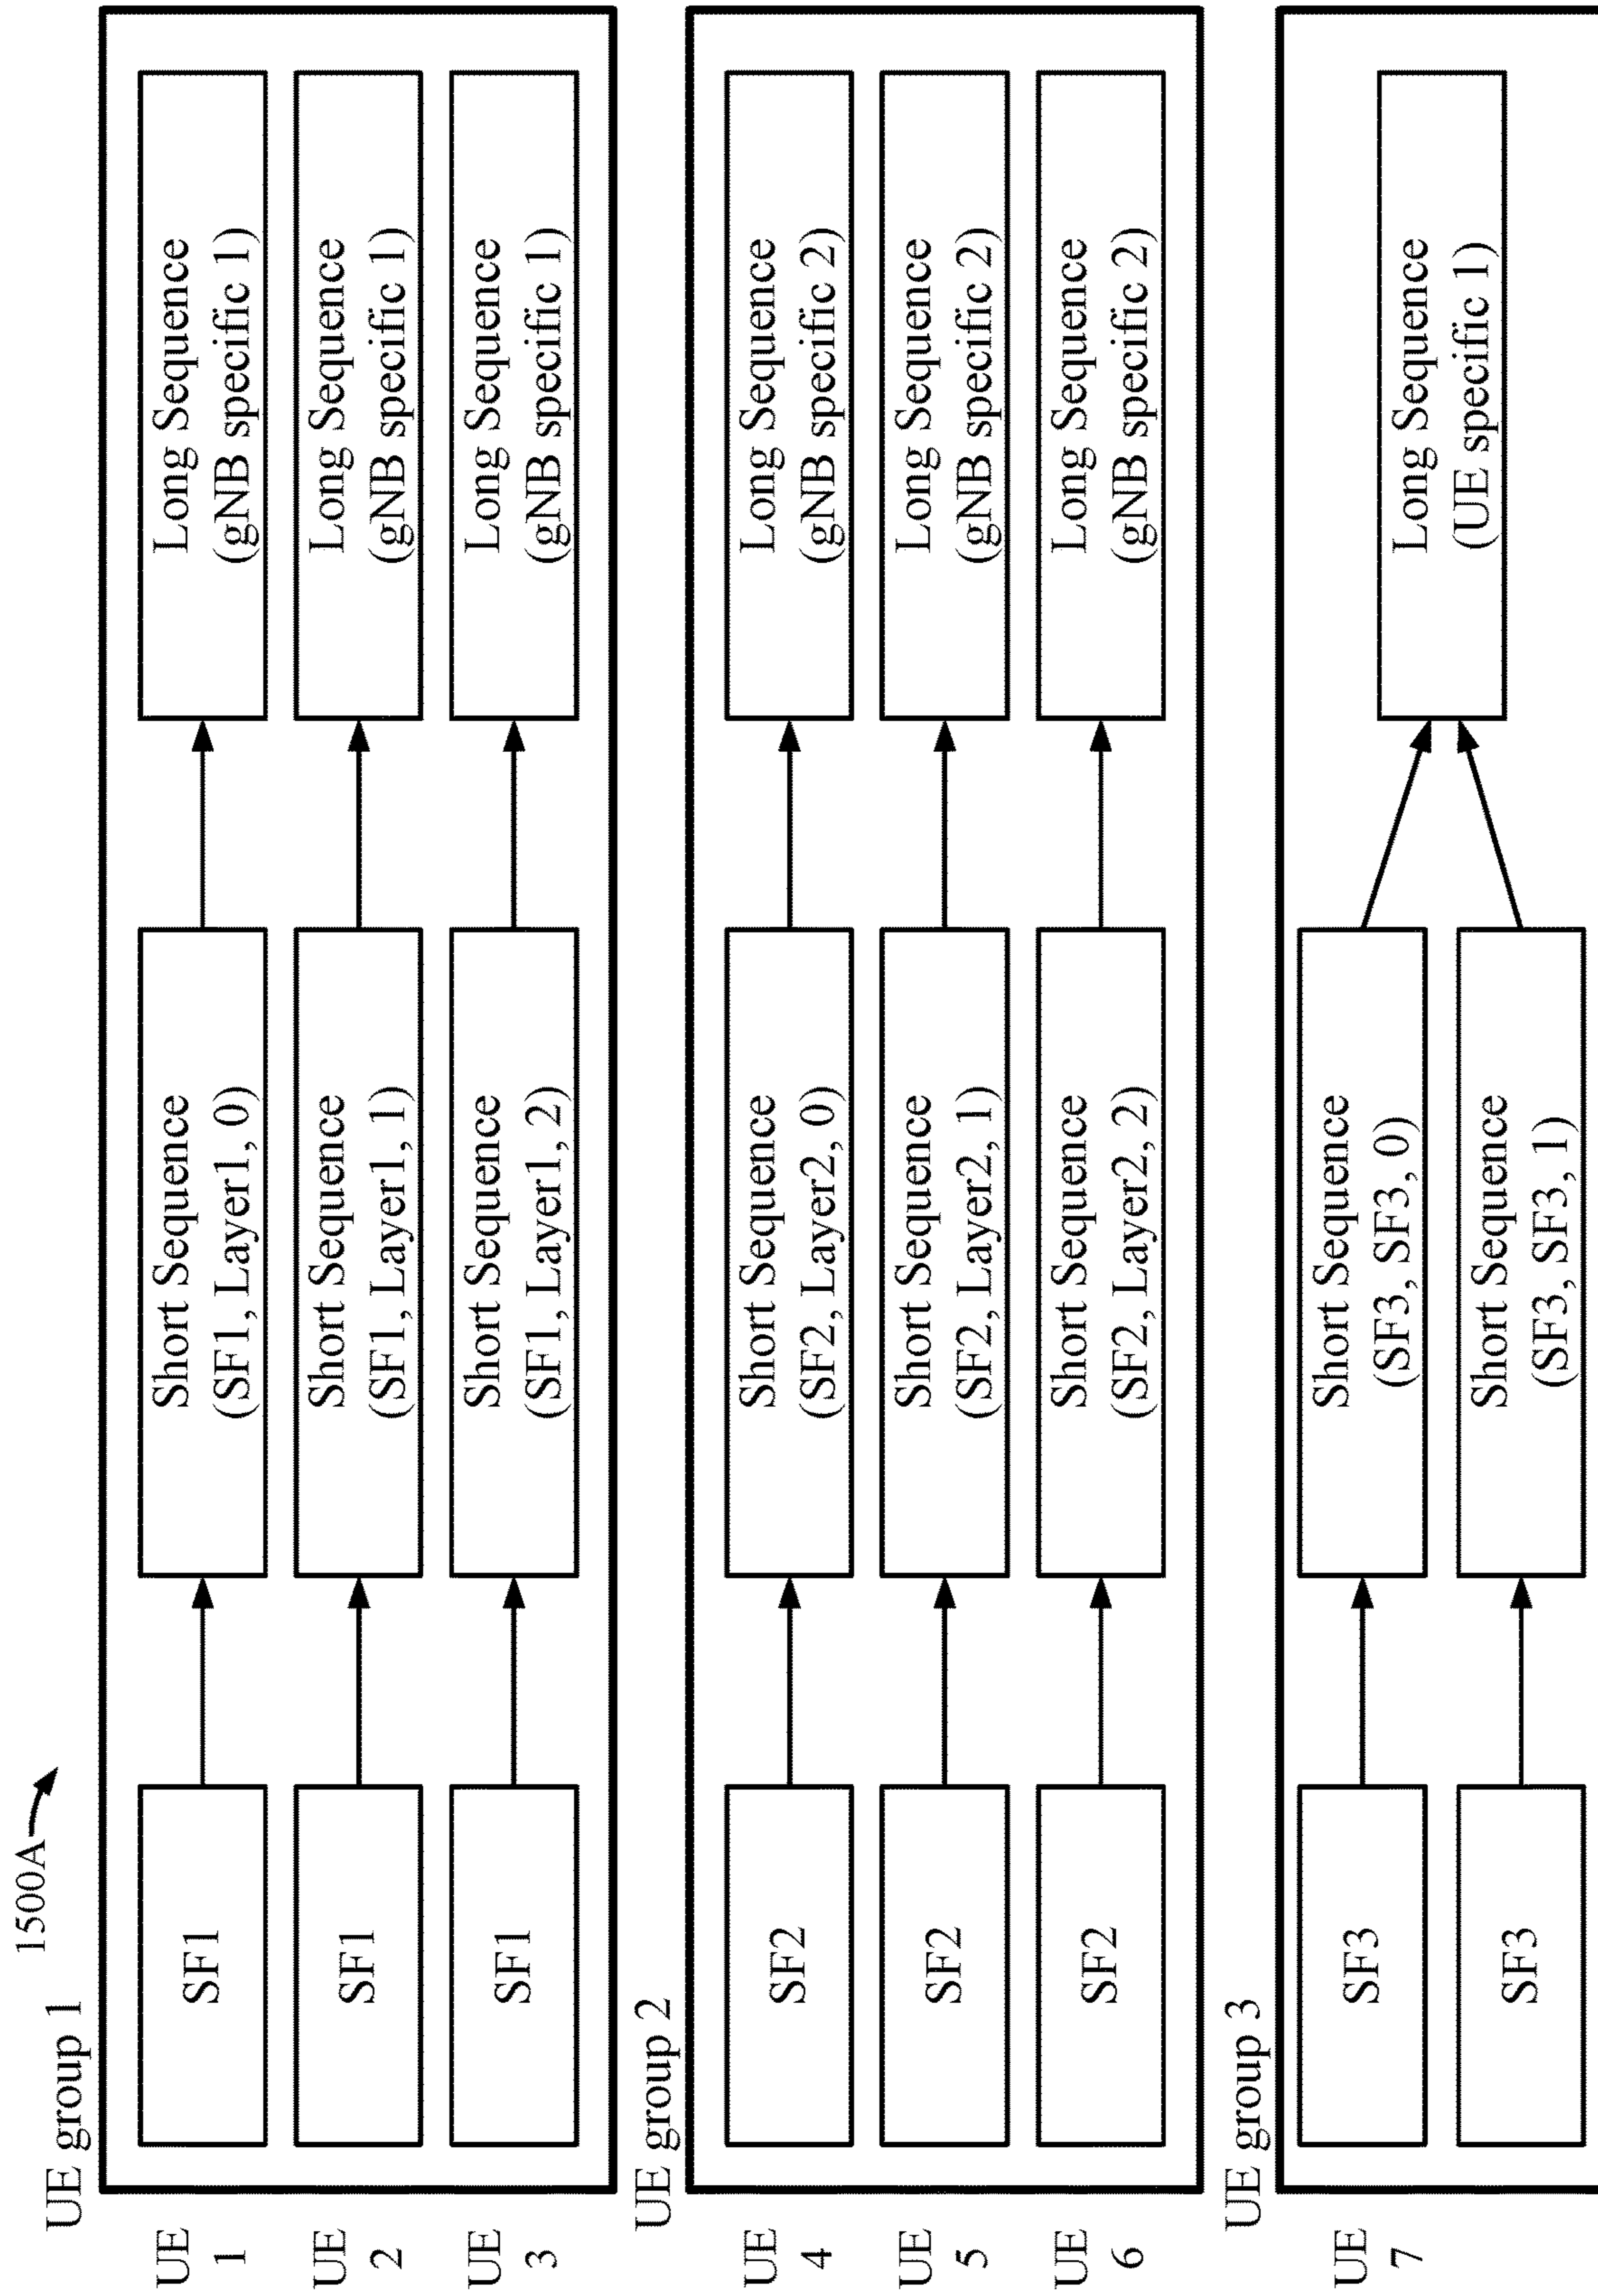 1500A
UE group 1
UE
1
SF1
Short Sequence
(SF1, Layer1, 0)
Long Sequence
(gNB specific 1)
UE
2
SF1
Short Sequence
(SF1, Layer1, 1)
Long Sequence
(gNB specific 1)
UE
3
SF1
Short Sequence
(SF1, Layer1, 2)
Long Sequence
(gNB specific 1)
UE group 2
UE
4
SF2
Short Sequence
(SF2, Layer2, 0)
Long Sequence
(gNB specific 2)
UE
5
SF2
Short Sequence
(SF2, Layer2, 1)
Long Sequence
(gNB specific 2)
UE
6
SF2
Short Sequence
(SF2, Layer2, 2)
Long Sequence
(gNB specific 2)
UE group 3
UE
7
SF3
Short Sequence
(SF3, SF3, 0)
SF3
Short Sequence
(SF3, SF3, 1)
Long Sequence
(UE specific 1)